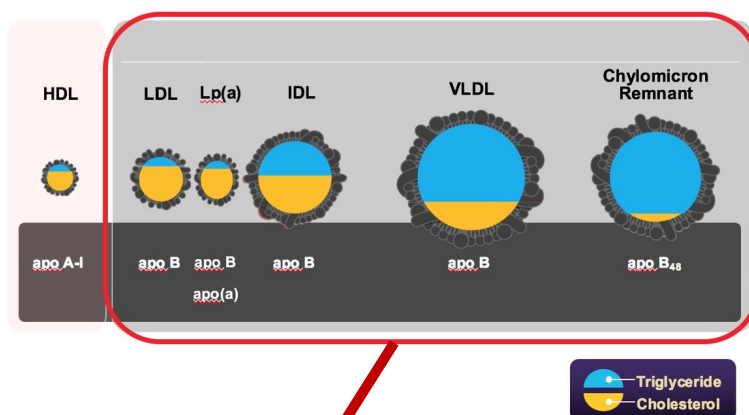 HDL
LDL
Lp(a)
IDL
VLDL
Chylomicron
Remnant
apo A-I
apo B
apo B
apo(a)
apo B
apo B
apo B₄₈
Triglyceride
Cholesterol